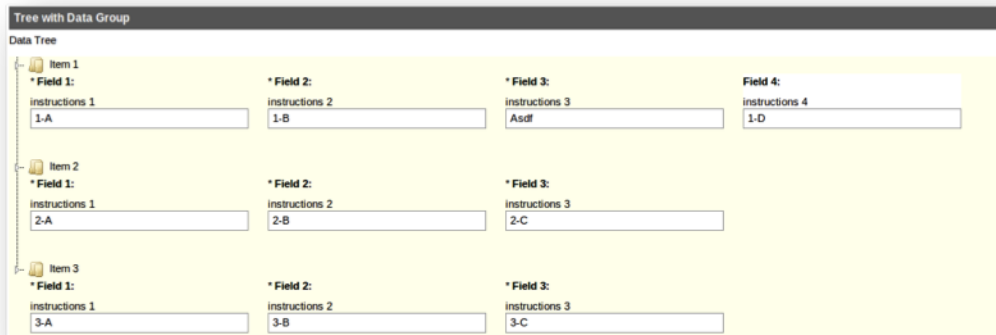 Tree with Data Group
Data Tree
Item 1
* Field 1: * Field 2: * Field 3: Field 4:
instructions 1 instructions 2 instructions 3 instructions 4
1-A 1-B Asdf 1-D
Item 2
* Field 1: * Field 2: * Field 3:
instructions 1 instructions 2 instructions 3
2-A 2-B 2-C
Item 3
* Field 1: * Field 2: * Field 3:
instructions 1 instructions 2 instructions 3
3-A 3-B 3-C